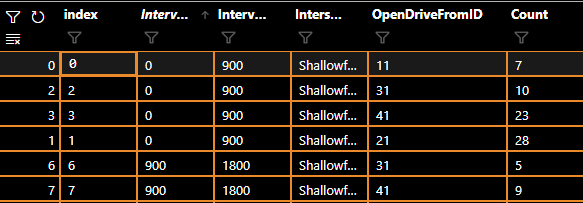 index Interv... Interv... Inters... OpenDriveFromID Count
0 0 0 900 Shallowf... 11 7
2 2 0 900 Shallowf... 31 10
3 3 0 900 Shallowf... 41 23
1 1 0 900 Shallowf... 21 28
6 6 900 1800 Shallowf... 31 5
7 7 900 1800 Shallowf... 41 9